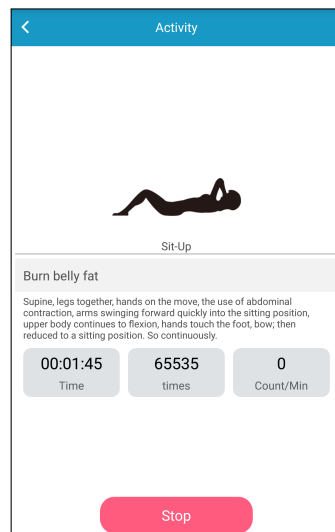 Activity
Sit-Up
Burn belly fat
Supine, legs together, hands on the move, the use of abdominal
contraction, arms swinging forward quickly into the sitting position,
upper body continues to flexion, hands touch the foot, bow; then
reduced to a sitting position. So continuously.
00:01:45 65535 0
Time times Count/Min
Stop